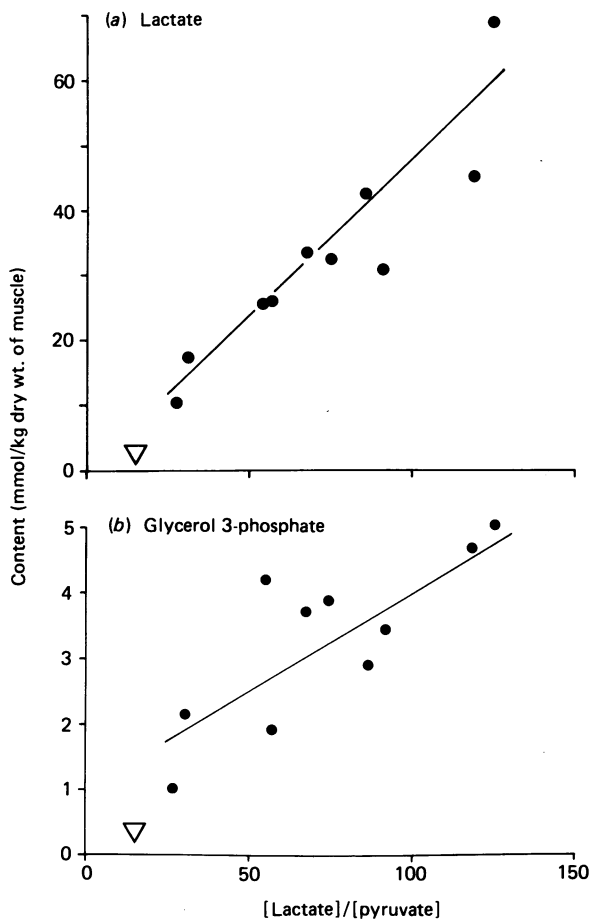 (a) Lactate
60
40
20
0
Content (mmol/kg dry wt. of muscle)
(b) Glycerol 3-phosphate
5
4
3
2
1
0
0 50 100 150
[Lactate]/[pyruvate]